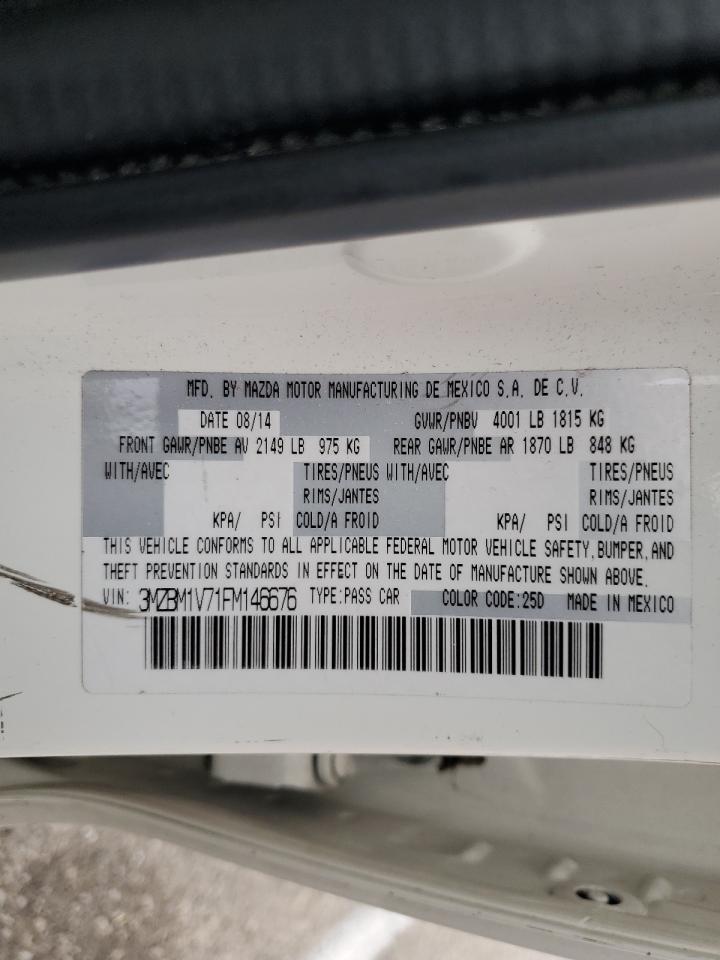 MFD. BY MAZDA MOTOR MANUFACTURING DE MEXICO S.A. DE C.V.
DATE 08/14 GVWR/PNBV 4001 LB 1815 KG
FRONT GAWR/PNBE AV 2149 LB 975 KG REAR GAWR/PNBE AR 1870 LB 848 KG
WITH/AVEC TIRES/PNEUS WITH/AVEC TIRES/PNEUS
RIMS/JANTES RIMS/JANTES
KPA/ PSI COLD/A FROID KPA/ PSI COLD/A FROID
THIS VEHICLE CONFORMS TO ALL APPLICABLE FEDERAL MOTOR VEHICLE SAFETY, BUMPER, AND
THEFT PREVENTION STANDARDS IN EFFECT ON THE DATE OF MANUFACTURE SHOWN ABOVE.
VIN: 3MZBM1V71FM146676 TYPE:PASS CAR COLOR CODE:25D MADE IN MEXICO